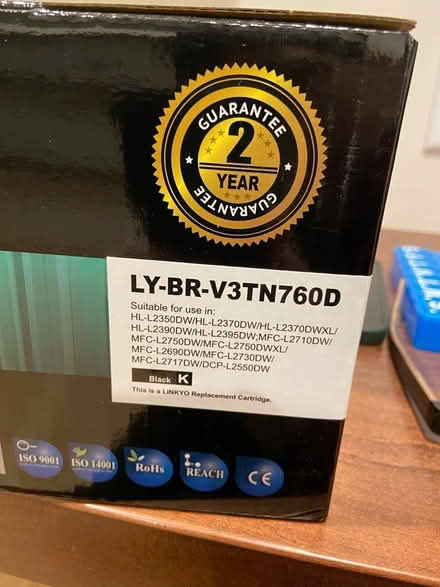 GUARANTEE
2
YEAR
GUARANTEE
LY-BR-V3TN760D
Suitable for use in:
HL-L2350DW/HL-L2370DW/HL-L2370DWXL/
HL-L2390DW/HL-L2395DW;MFC-L2710DW/
MFC-L2750DW/MFC-L2750DWXL/
MFC-L2690DW/MFC-L2730DW/
MFC-L2717DW/DCP-L2550DW
Black K
This is a LINKYO Replacement Cartridge.
ISO 9001 ISO 14001 RoHs REACH CE